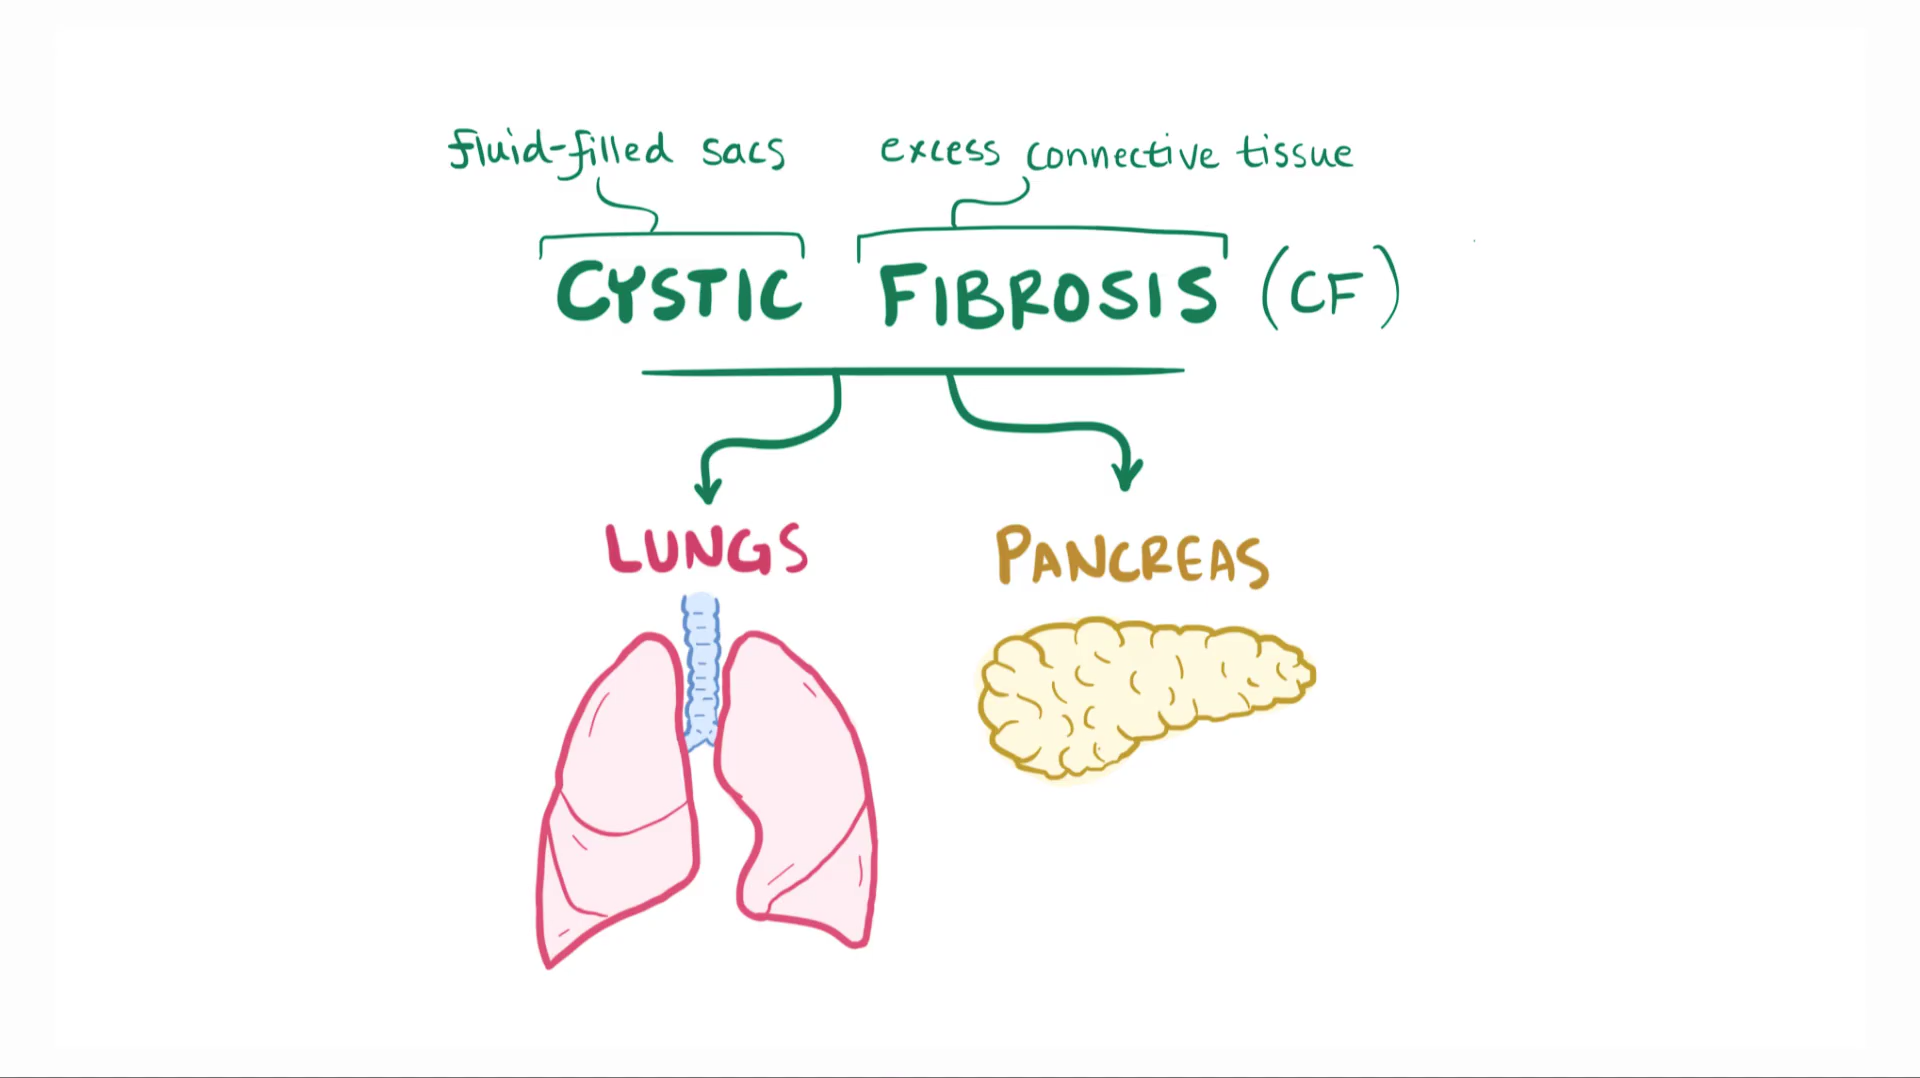 fluid-filled sacs excess connective tissue
CYSTIC FIBROSIS (CF)
LUNGS PANCREAS